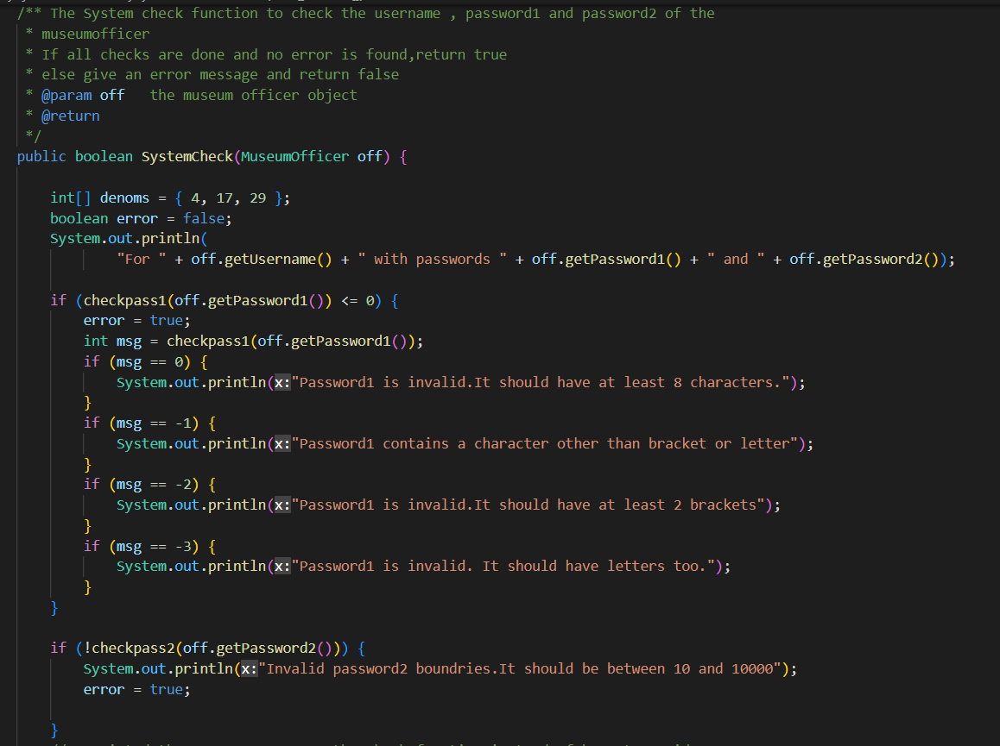 /** The System check function to check the username , password1 and password2 of the
* museumofficer
* If all checks are done and no error is found,return true
* else give an error message and return false
* @param off   the museum officer object
* @return
*/
public boolean SystemCheck(MuseumOfficer off) {
int[] denoms = { 4, 17, 29 };
boolean error = false;
System.out.println(
"For " + off.getUsername() + " with passwords " + off.getPassword1() + " and " + off.getPassword2());
if (checkpass1(off.getPassword1()) <= 0) {
error = true;
int msg = checkpass1(off.getPassword1());
if (msg == 0) {
System.out.println(x:"Password1 is invalid.It should have at least 8 characters.");
}
if (msg == -1) {
System.out.println(x:"Password1 contains a character other than bracket or letter");
}
if (msg == -2) {
System.out.println(x:"Password1 is invalid.It should have at least 2 brackets");
}
if (msg == -3) {
System.out.println(x:"Password1 is invalid. It should have letters too.");
}
}
if (!checkpass2(off.getPassword2())) {
System.out.println(x:"Invalid password2 boundries.It should be between 10 and 10000");
error = true;
}